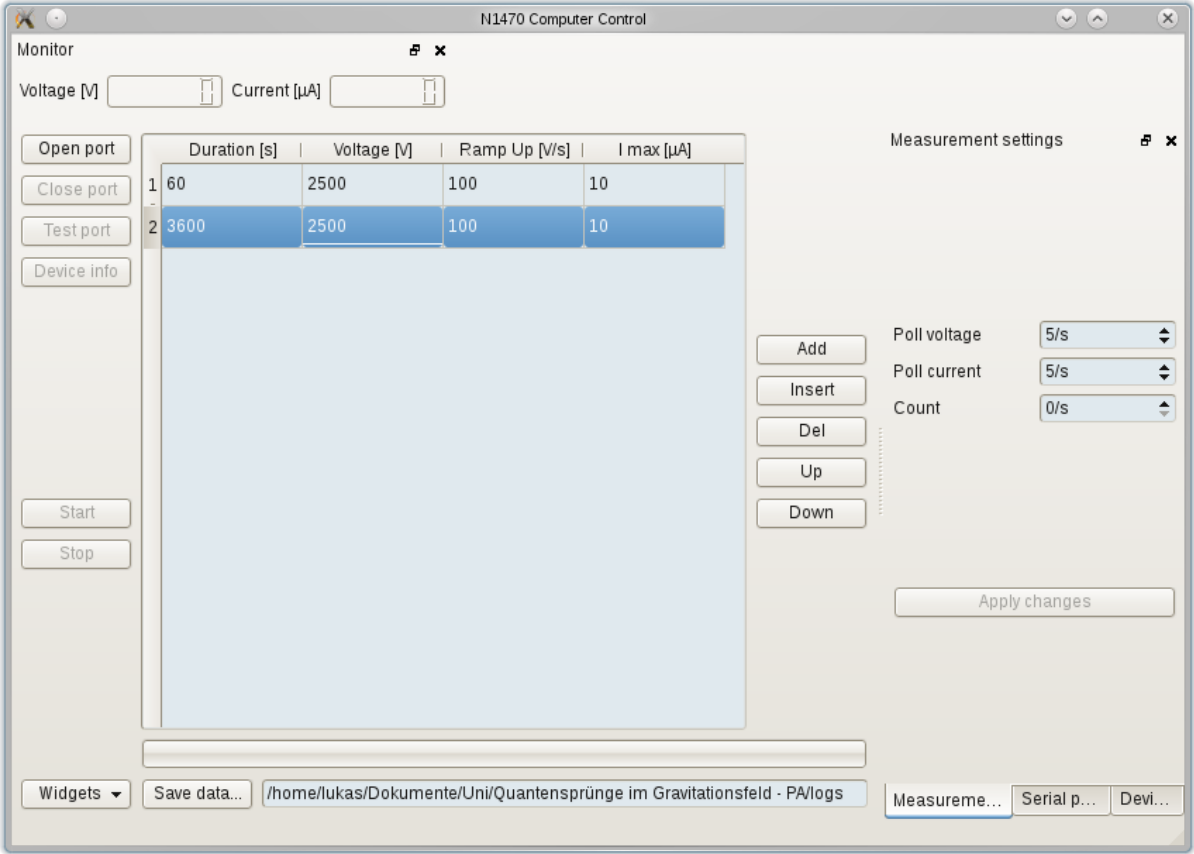 N1470 Computer Control
Monitor
Voltage [V] 0 Current [µA] 0
Open port
Close port
Test port
Device info
Start
Stop
Duration [s] Voltage [V] Ramp Up [V/s] I max [µA]
1 60 2500 100 10
2 3600 2500 100 10
Add
Insert
Del
Up
Down
Measurement settings
Poll voltage 5/s
Poll current 5/s
Count 0/s
Apply changes
Widgets Save data... /home/lukas/Dokumente/Uni/Quantensprünge im Gravitationsfeld - PA/logs
Measureme... Serial p... Devi...